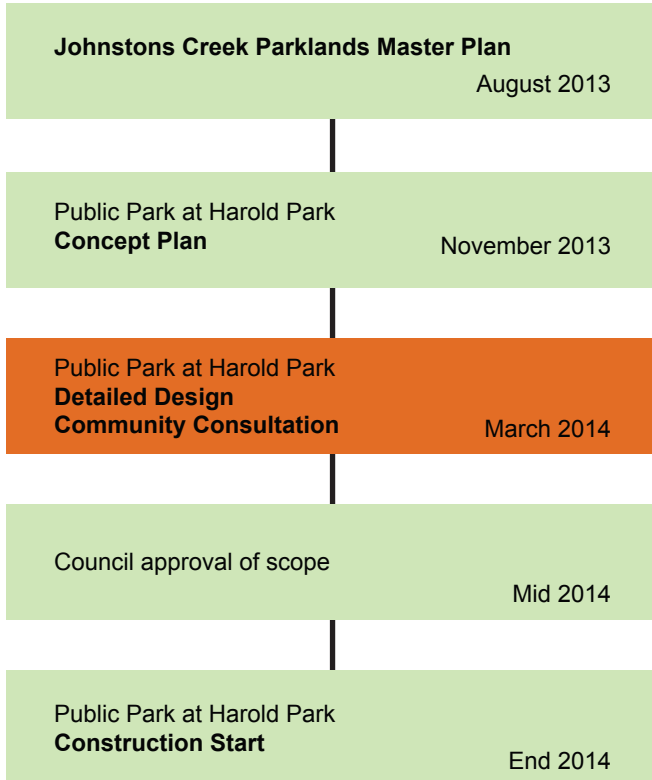 Johnstons Creek Parklands Master Plan
August 2013
Public Park at Harold Park
Concept Plan
November 2013
Public Park at Harold Park
Detailed Design
Community Consultation
March 2014
Council approval of scope
Mid 2014
Public Park at Harold Park
Construction Start
End 2014